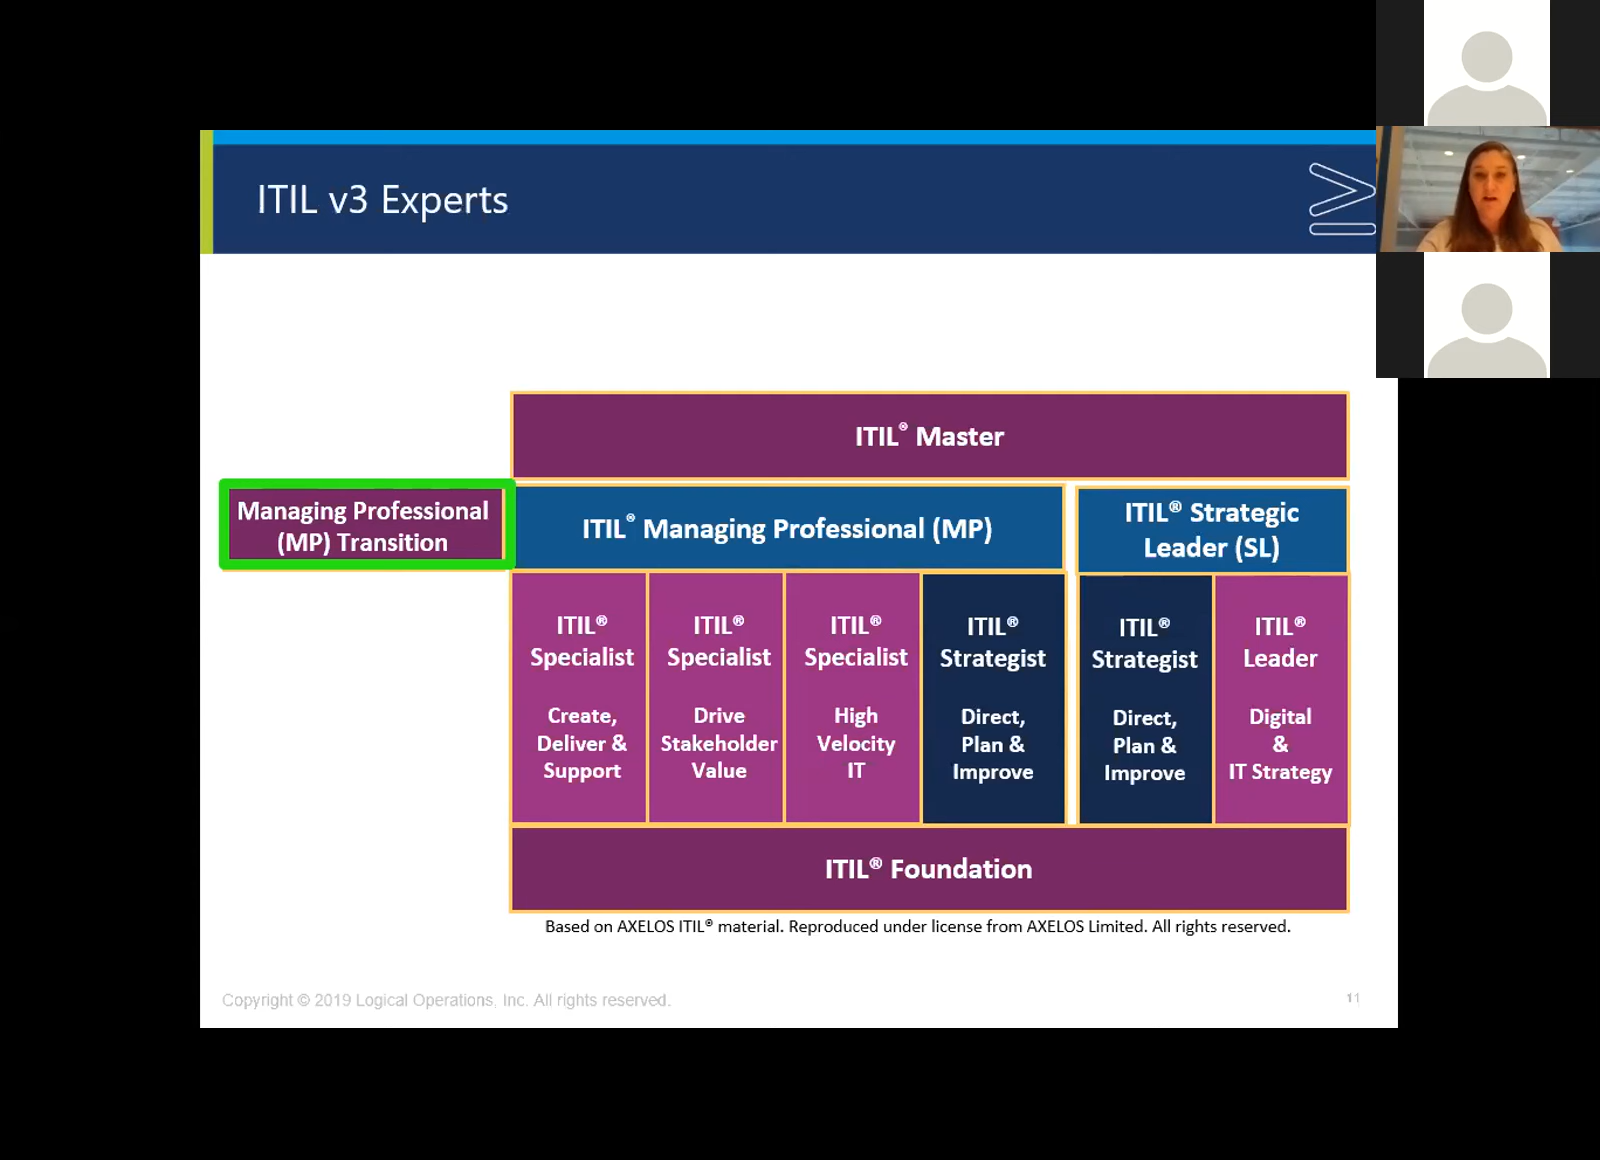 ITIL v3 Experts
ITIL® Master
Managing Professional
(MP) Transition
ITIL® Managing Professional (MP)
ITIL® Strategic
Leader (SL)
ITIL®
Specialist
Create,
Deliver &
Support
ITIL®
Specialist
Drive
Stakeholder
Value
ITIL®
Specialist
High
Velocity
IT
ITIL®
Strategist
Direct,
Plan &
Improve
ITIL®
Strategist
Direct,
Plan &
Improve
ITIL®
Leader
Digital
&
IT Strategy
ITIL® Foundation
Based on AXELOS ITIL® material. Reproduced under license from AXELOS Limited. All rights reserved.
Copyright © 2019 Logical Operations, Inc. All rights reserved.
11